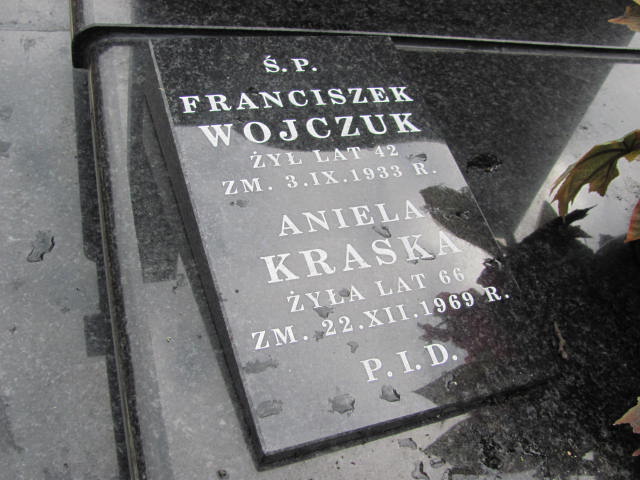 Ś.P.
FRANCISZEK
WOJCZUK
ŻYŁ LAT 42
ZM. 3.IX.1933 R.
ANIELA
KRASKA
ŻYŁA LAT 66
ZM. 22.XII.1969 R.
P.I.D.